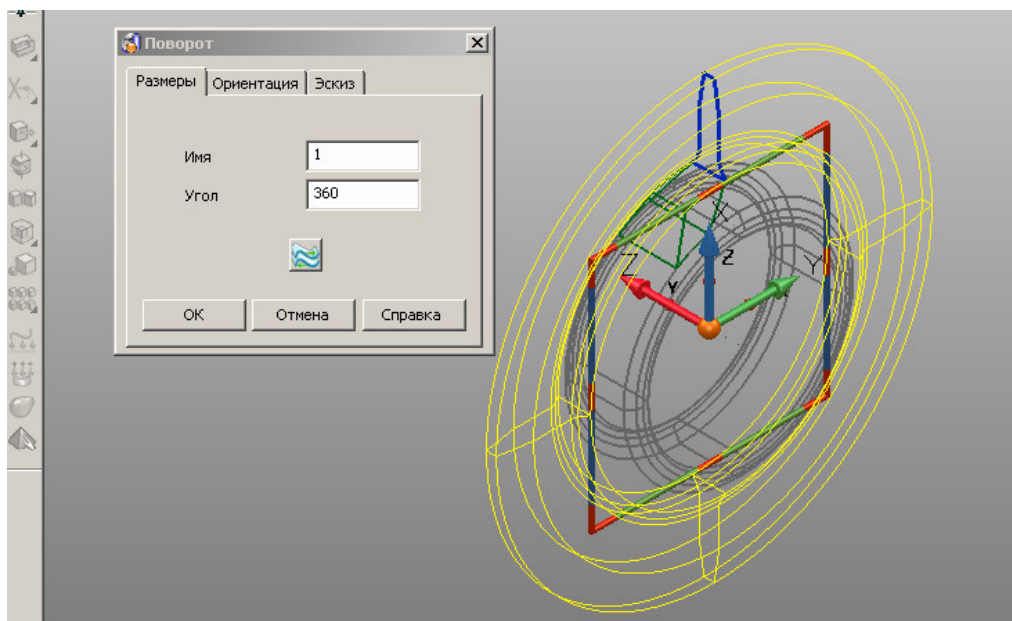 Поворот
Размеры Ориентация Эскиз
Имя 1
Угол 360
ОК Отмена Справка
X
Z
Z
Y
Y